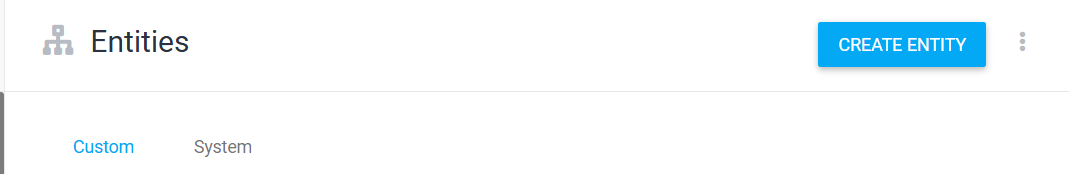 Entities
CREATE ENTITY
Custom
System